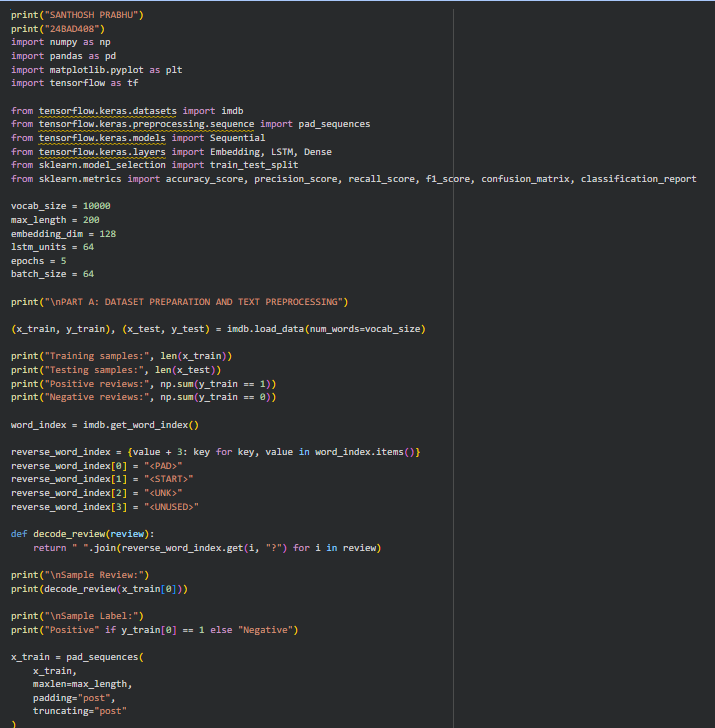 print("SANTHOSH PRABHU")
print("24BAD408")
import numpy as np
import pandas as pd
import matplotlib.pyplot as plt
import tensorflow as tf

from tensorflow.keras.datasets import imdb
from tensorflow.keras.preprocessing.sequence import pad_sequences
from tensorflow.keras.models import Sequential
from tensorflow.keras.layers import Embedding, LSTM, Dense
from sklearn.model_selection import train_test_split
from sklearn.metrics import accuracy_score, precision_score, recall_score, f1_score, confusion_matrix, classification_report

vocab_size = 10000
max_length = 200
embedding_dim = 128
lstm_units = 64
epochs = 5
batch_size = 64

print("\nPART A: DATASET PREPARATION AND TEXT PREPROCESSING")

(x_train, y_train), (x_test, y_test) = imdb.load_data(num_words=vocab_size)

print("Training samples:", len(x_train))
print("Testing samples:", len(x_test))
print("Positive reviews:", np.sum(y_train == 1))
print("Negative reviews:", np.sum(y_train == 0))

word_index = imdb.get_word_index()

reverse_word_index = {value + 3: key for key, value in word_index.items()}
reverse_word_index[0] = "<PAD>"
reverse_word_index[1] = "<START>"
reverse_word_index[2] = "<UNK>"
reverse_word_index[3] = "<UNUSED>"

def decode_review(review):
    return " ".join(reverse_word_index.get(i, "?") for i in review)

print("\nSample Review:")
print(decode_review(x_train[0]))

print("\nSample Label:")
print("Positive" if y_train[0] == 1 else "Negative")

x_train = pad_sequences(
    x_train,
    maxlen=max_length,
    padding="post",
    truncating="post"
)